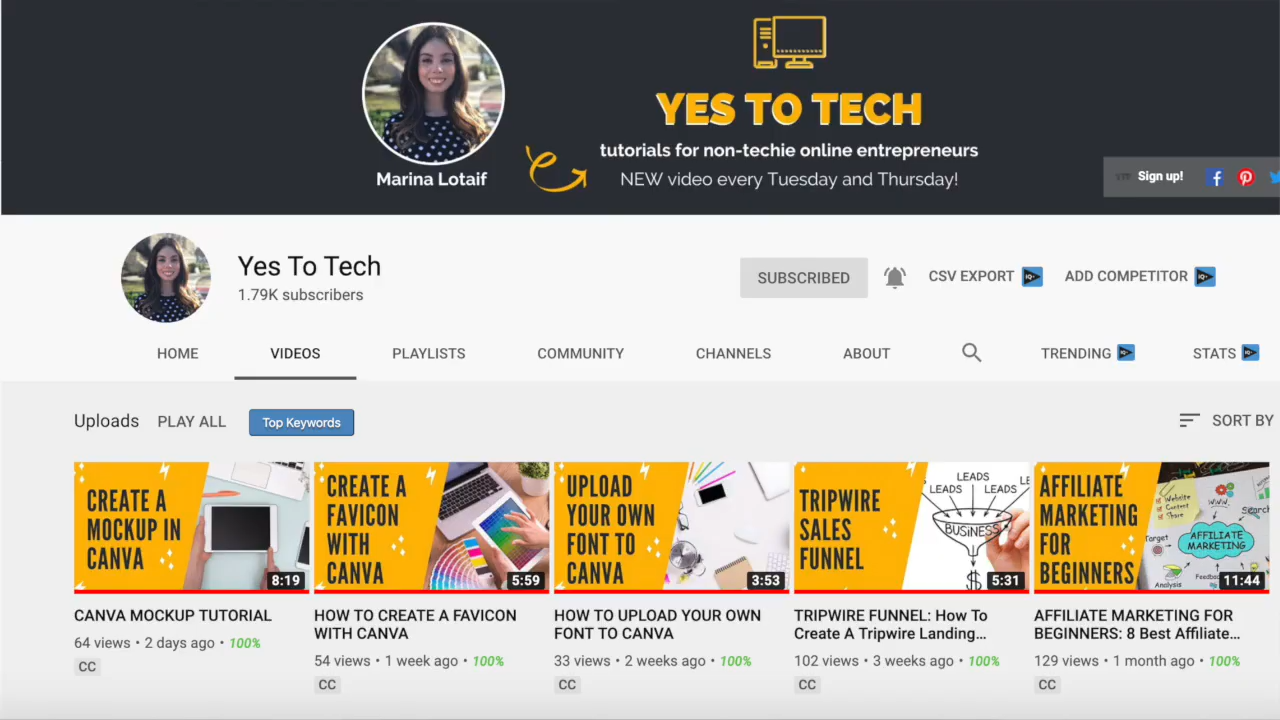 YES TO TECH
tutorials for non-techie online entrepreneurs
NEW video every Tuesday and Thursday!
Marina Lotaif
Sign up!
Yes To Tech
1.79K subscribers
SUBSCRIBED
CSV EXPORT
ADD COMPETITOR
HOME
VIDEOS
PLAYLISTS
COMMUNITY
CHANNELS
ABOUT
TRENDING
STATS
Uploads
PLAY ALL
Top Keywords
SORT BY
CREATE A
MOCKUP IN
CANVA
8:19
CREATE A
FAVICON
WITH
CANVA
5:59
UPLOAD
YOUR OWN
FONT TO
CANVA
3:53
TRIPWIRE
SALES
FUNNEL
LEADS
LEADS
LEADS
BUSINESS
$
5:31
AFFILIATE
MARKETING
FOR
BEGINNERS
Website
Content
Share
www.
Search
Target
AFFILIATE
MARKETING
Analysis
11:44
CANVA MOCKUP TUTORIAL
64 views • 2 days ago • 100%
CC
HOW TO CREATE A FAVICON
WITH CANVA
54 views • 1 week ago • 100%
CC
HOW TO UPLOAD YOUR OWN
FONT TO CANVA
33 views • 2 weeks ago • 100%
CC
TRIPWIRE FUNNEL: How To
Create A Tripwire Landing...
102 views • 3 weeks ago • 100%
CC
AFFILIATE MARKETING FOR
BEGINNERS: 8 Best Affiliate...
129 views • 1 month ago • 100%
CC